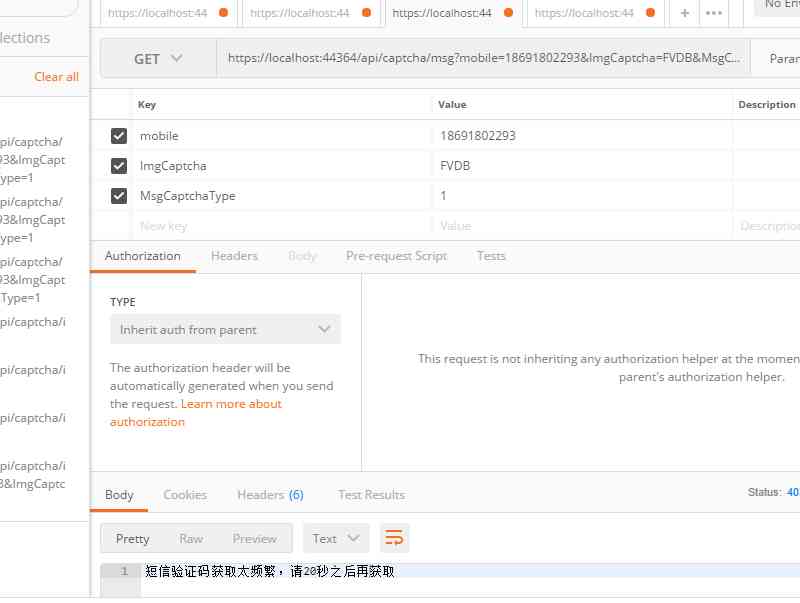 https://localhost:44
https://localhost:44
https://localhost:44
https://localhost:44
No Env
lections
Clear all
GET
https://localhost:44364/api/captcha/msg?mobile=18691802293&ImgCaptcha=FVDB&MsgC...
Param
Key
Value
Description
mobile
18691802293
ImgCaptcha
FVDB
MsgCaptchaType
1
New key
Value
Description
pi/captcha/
93&ImgCapt
ype=1
pi/captcha/
93&ImgCapt
ype=1
pi/captcha/
93&ImgCapt
Type=1
pi/captcha/i
pi/captcha/i
pi/captcha/i
pi/captcha/i
3&ImgCaptc
Authorization
Headers
Body
Pre-request Script
Tests
TYPE
Inherit auth from parent
The authorization header will be
automatically generated when you send
the request. Learn more about
authorization
This request is not inheriting any authorization helper at the momen
parent's authorization helper.
Body
Cookies
Headers (6)
Test Results
Status: 40
Pretty
Raw
Preview
Text
1
短信验证码获取太频繁，请20秒之后再获取